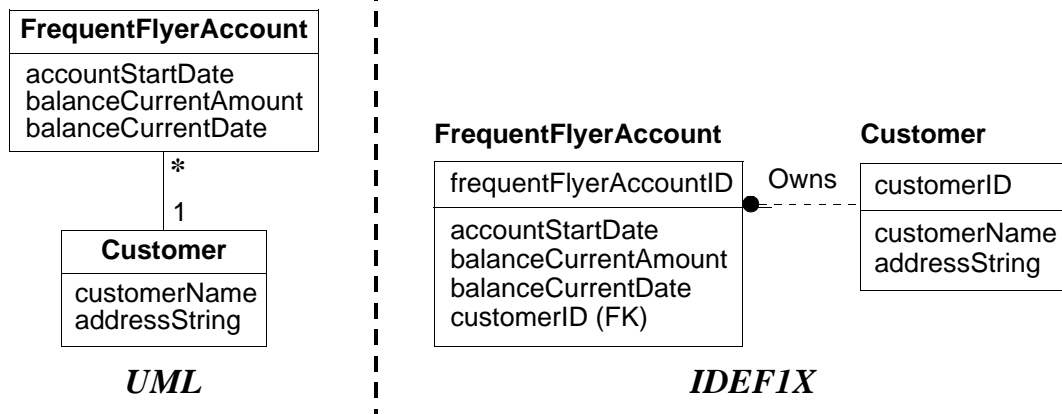 FrequentFlyerAccount
accountStartDate
balanceCurrentAmount
balanceCurrentDate
*
1
Customer
customerName
addressString
UML
FrequentFlyerAccount
frequentFlyerAccountID
accountStartDate
balanceCurrentAmount
balanceCurrentDate
customerID (FK)
Owns
Customer
customerID
customerName
addressString
IDEF1X